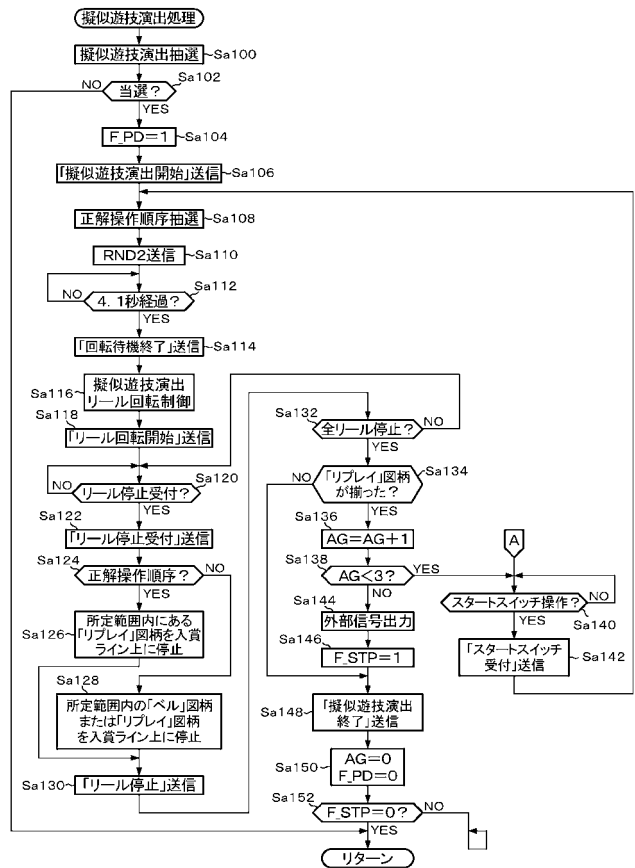 擬似遊技演出処理
擬似遊技演出抽選
Sa100
Sa102
NO
当選？
YES
F_PD＝1
Sa104
「擬似遊技演出開始」送信
Sa106
正解操作順序抽選
Sa108
RND2送信
Sa110
Sa112
NO
4．1秒経過？
YES
「回転待機終了」送信
Sa114
Sa116
擬似遊技演出
リール回転制御
Sa118
「リール回転開始」送信
Sa120
NO
リール停止受付？
YES
Sa122
「リール停止受付」送信
Sa124
正解操作順序？
NO
YES
Sa126
所定範囲内にある
「リプレイ」図柄を入賞
ライン上に停止
Sa128
所定範囲内の「ベル」図柄
または「リプレイ」図柄
を入賞ライン上に停止
Sa130
「リール停止」送信
Sa132
全リール停止？
NO
YES
Sa134
NO
「リプレイ」図柄
が揃った？
YES
Sa136
AG＝AG＋1
Sa138
AG＜3？
YES
NO
Sa144
外部信号出力
Sa146
F_STP＝1
A
スタートスイッチ操作？
NO
Sa140
YES
「スタートスイッチ
受付」送信
Sa142
Sa148
「擬似遊技演出
終了」送信
Sa150
AG＝0
F_PD＝0
Sa152
F_STP＝0？
NO
YES
リターン